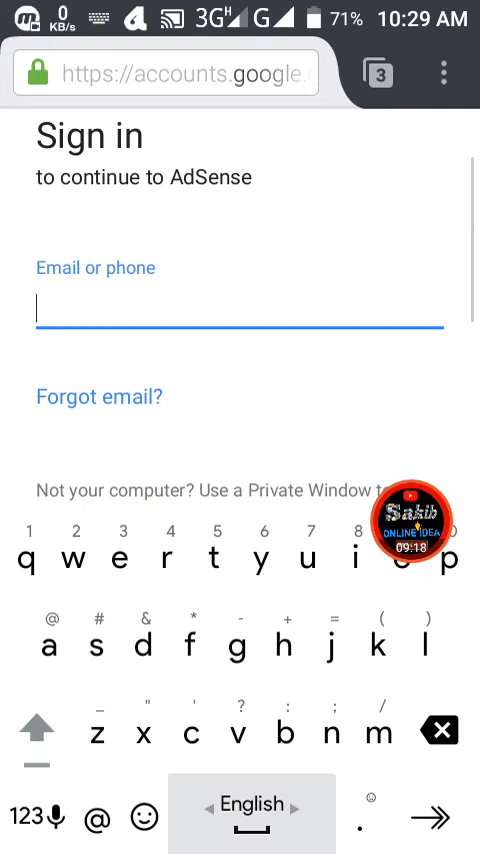 0
KB/s
3G H
G
71%
10:29 AM
https://accounts.google.
3
Sign in
to continue to AdSense
Email or phone
Forgot email?
Not your computer? Use a Private Window
Sakib
ONLINE IDEA
09:18
1 2 3 4 5 6 7 8
q w e r t y u i o p
@ # & * - + = ( )
a s d f g h j k l
_ " ' ? : ; /
z x c v b n m
123 @ English .